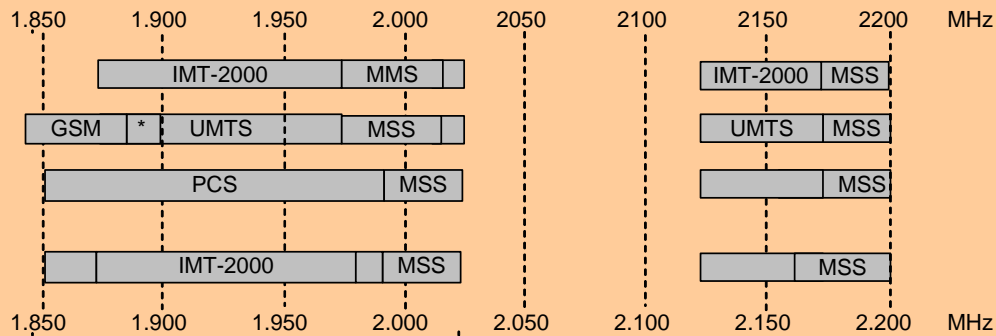 1.850 1.900 1.950 2.000 2050 2100 2150 2200 MHz
IMT-2000 MMS IMT-2000 MSS
GSM * UMTS MSS UMTS MSS
PCS MSS MSS
IMT-2000 MSS MSS
1.850 1.900 1.950 2.000 2.050 2.100 2.150 2.200 MHz